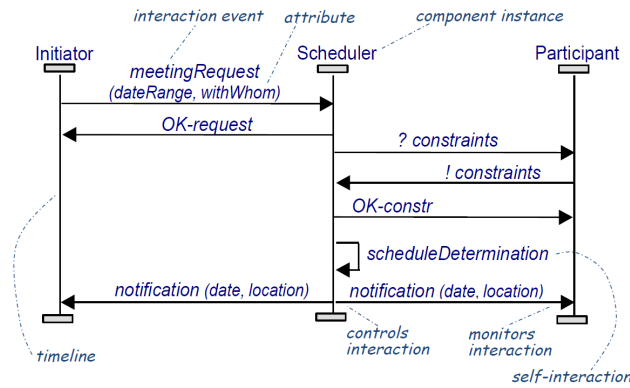 interaction event
attribute
component instance
Initiator
Scheduler
Participant
meetingRequest
(dateRange, withWhom)
OK-request
? constraints
! constraints
OK-constr
scheduleDetermination
notification (date, location)
notification (date, location)
timeline
controls
interaction
monitors
interaction
self-interaction